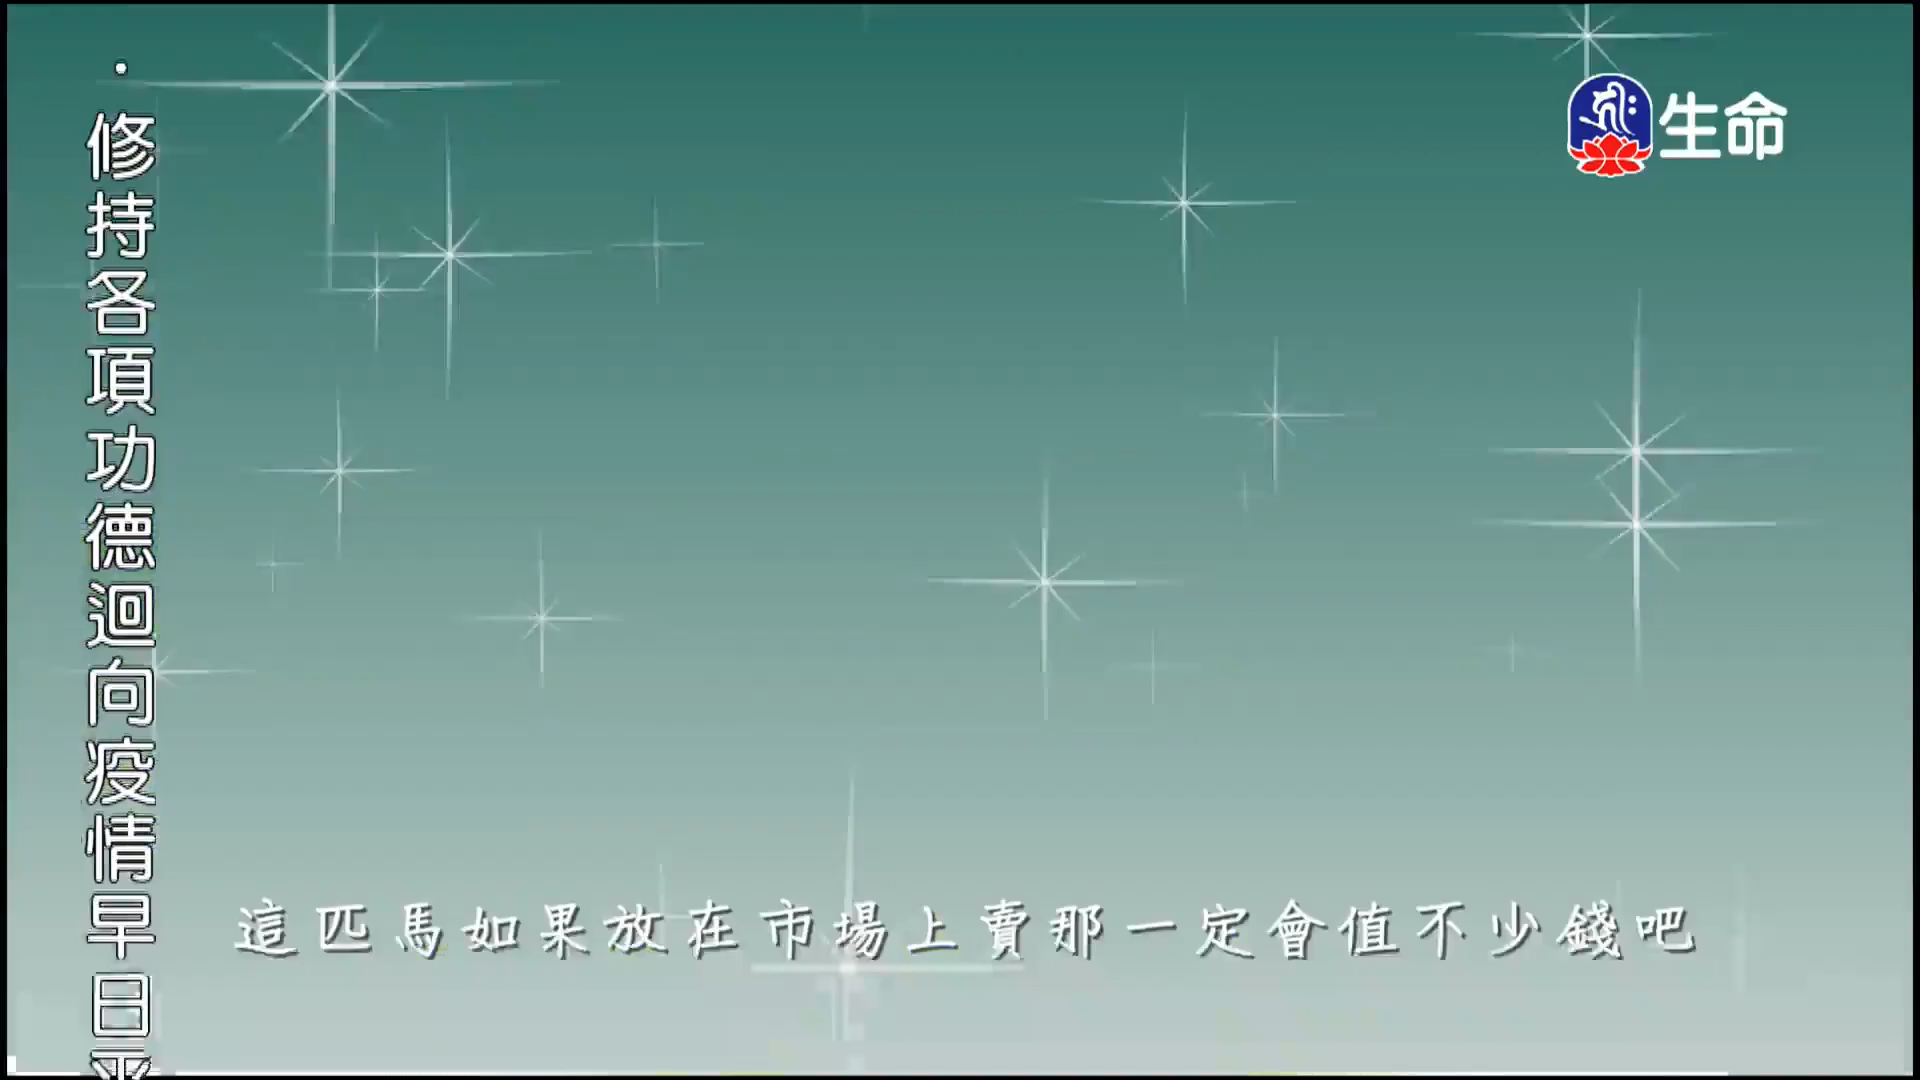 ・修持各項功德迴向疫情早日
生命
這匹馬如果放在市場上賣那一定會值不少錢吧